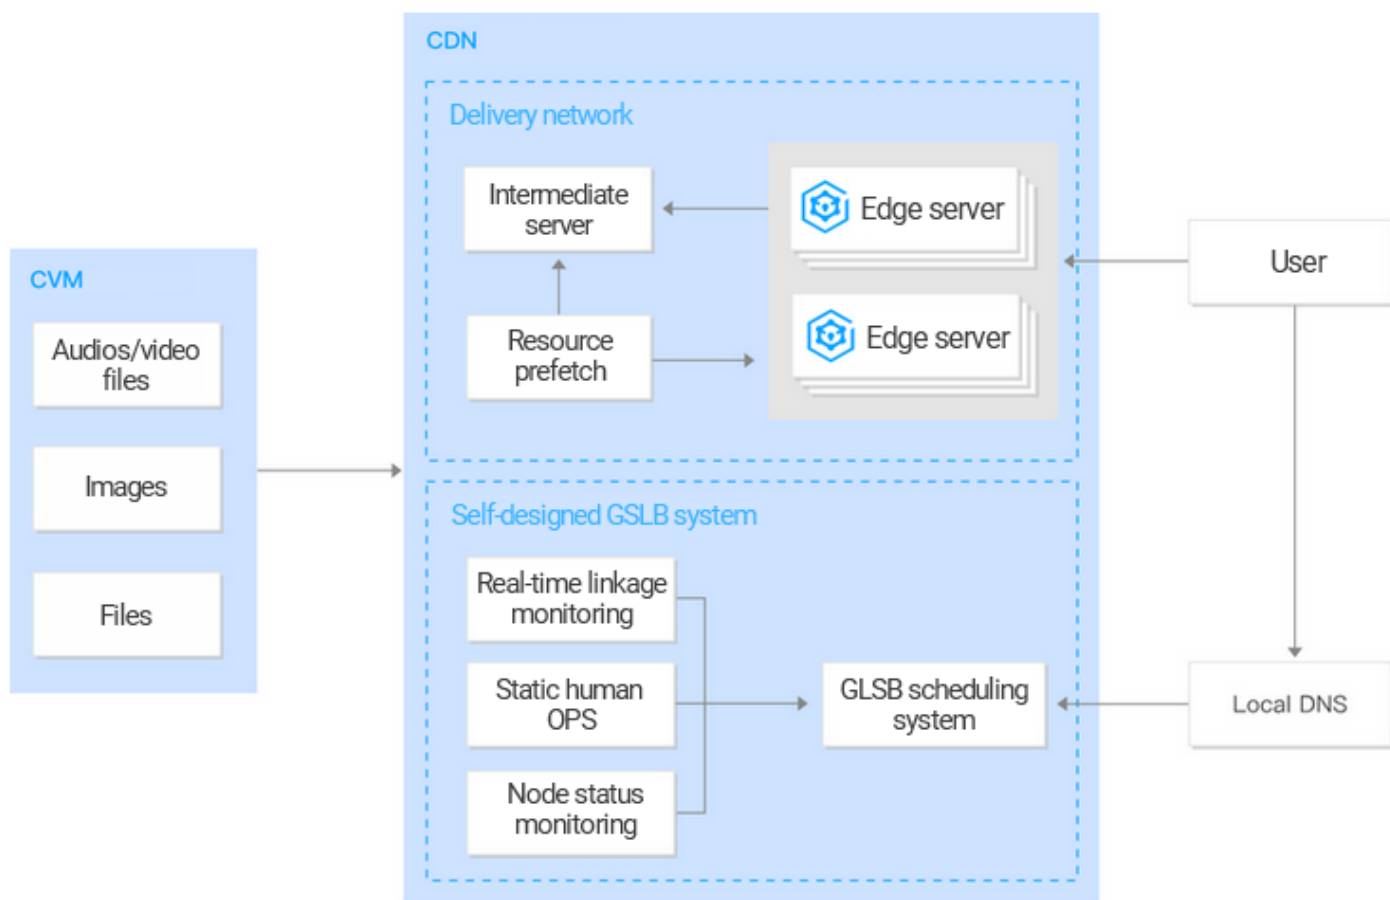 CDN
Delivery network
Intermediate
server
Edge server
Resource
prefetch
Edge server
User
CVM
Audios/video
files
Images
Files
Self-designed GSLB system
Real-time linkage
monitoring
Static human
OPS
Node status
monitoring
GLSB scheduling
system
Local DNS